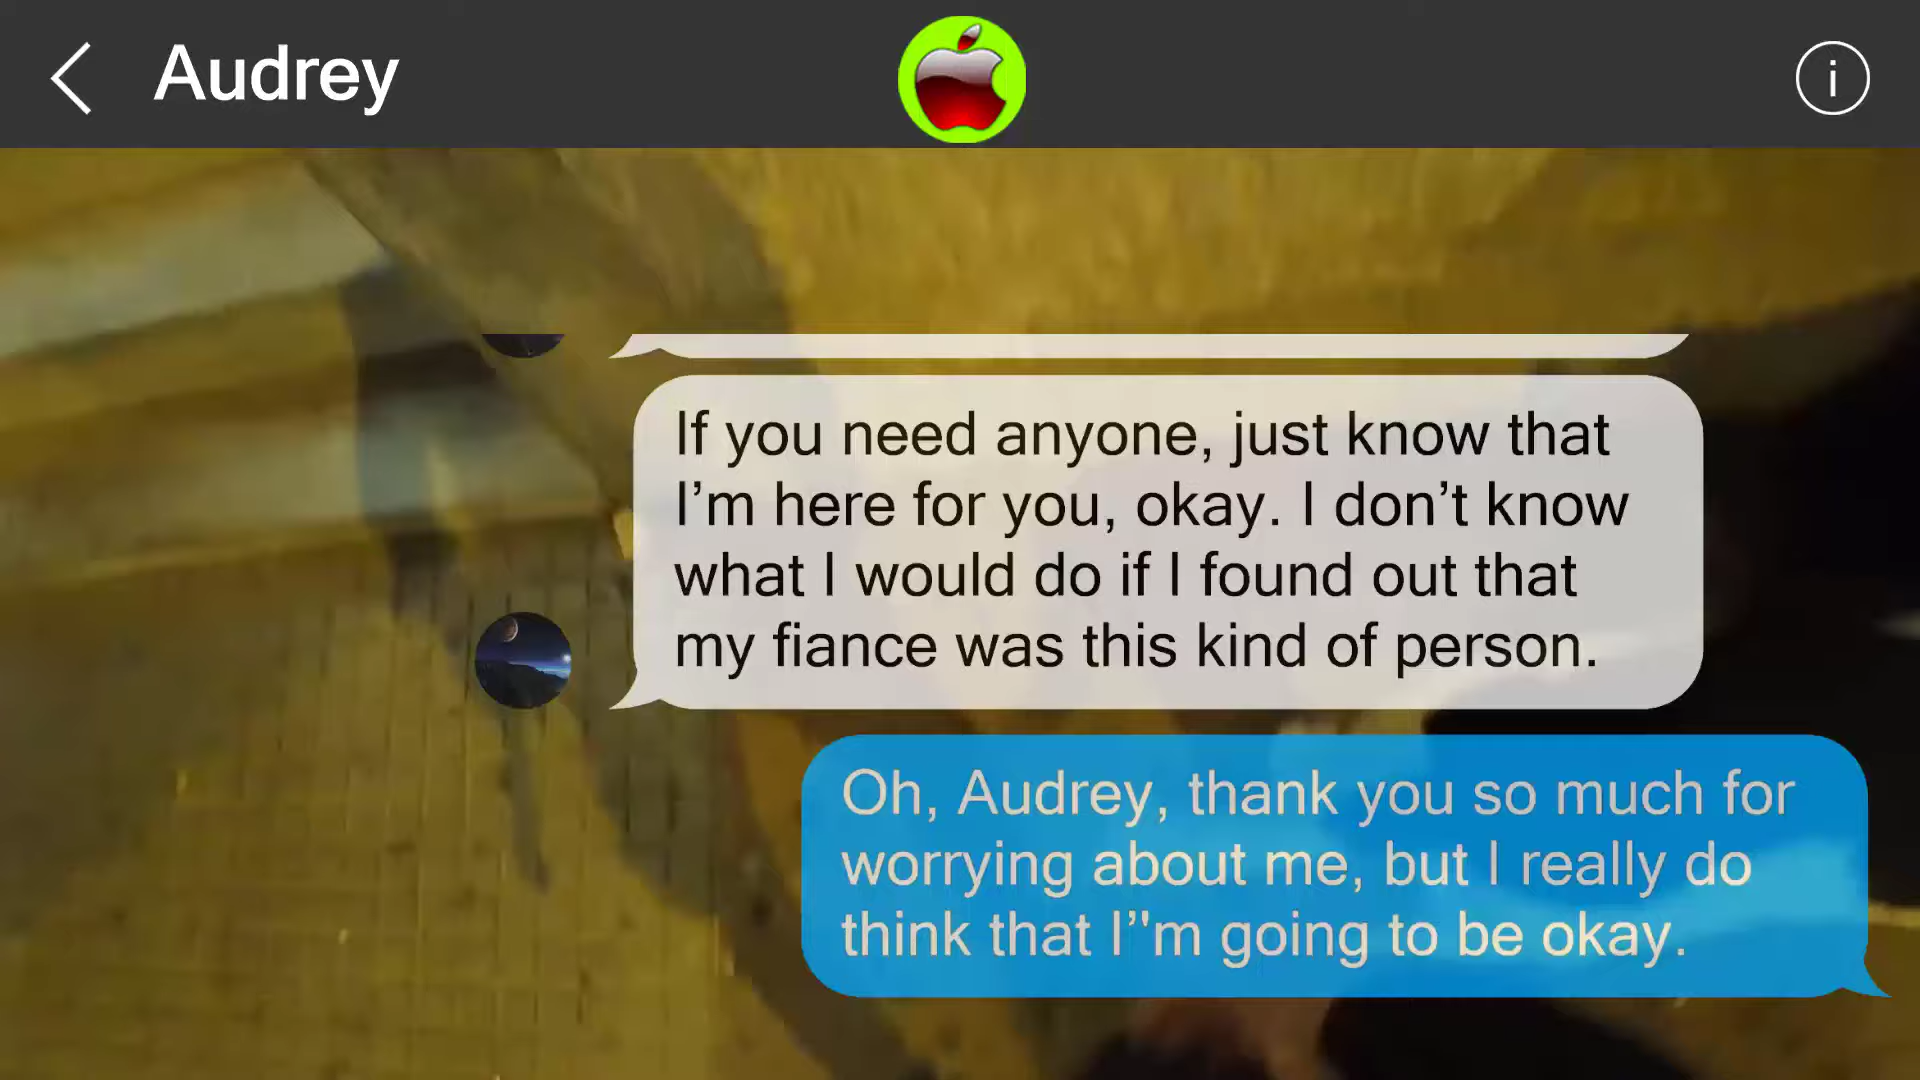 Audrey
i
If you need anyone, just know that
I’m here for you, okay. I don’t know
what I would do if I found out that
my fiance was this kind of person.
Oh, Audrey, thank you so much for
worrying about me, but I really do
think that I”m going to be okay.